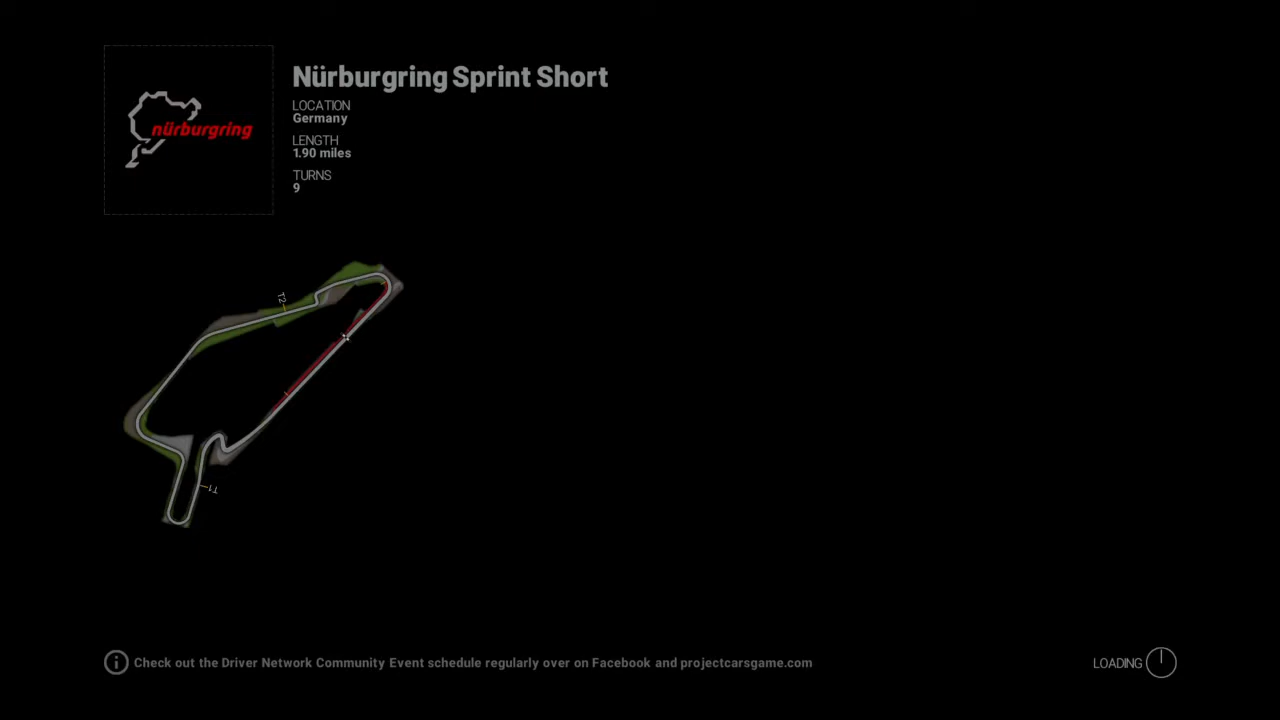 Nürburgring Sprint Short
LOCATION
Germany
nürburgring
LENGTH
1.90 miles
TURNS
9
T2
T1
Check out the Driver Network Community Event schedule regularly over on Facebook and projectcarsgame.com
LOADING